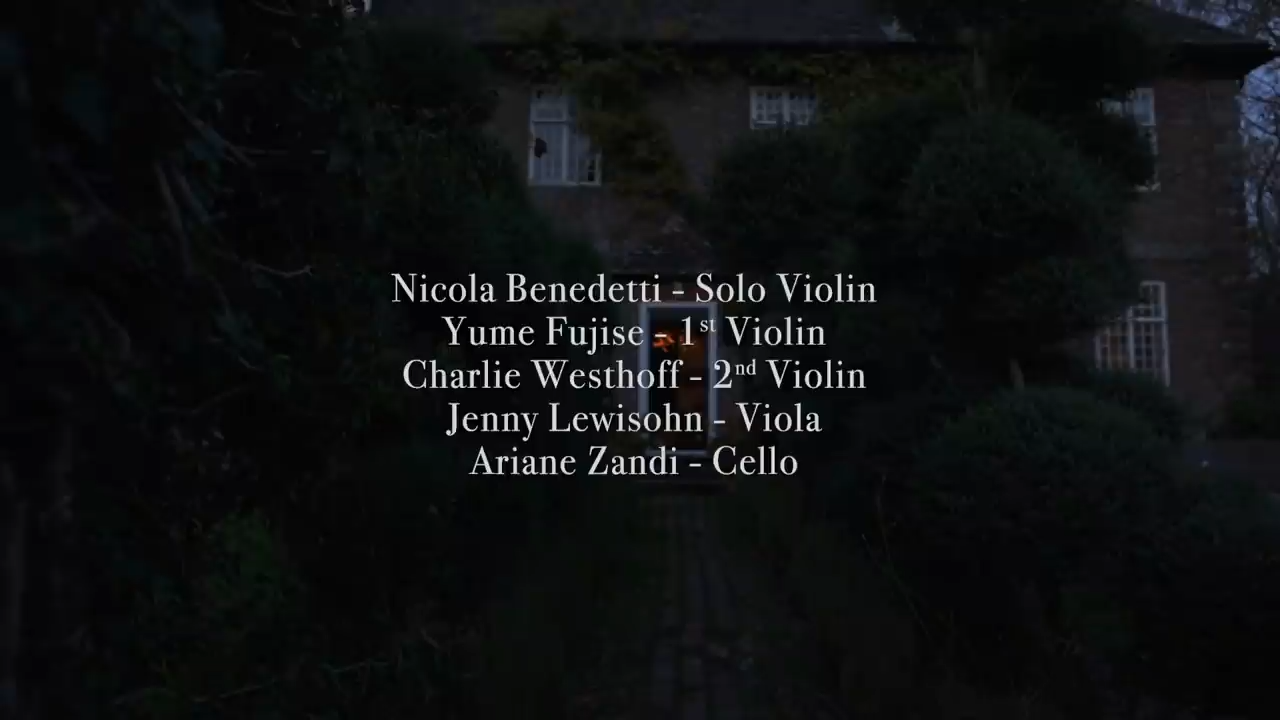 Nicola Benedetti - Solo Violin
Yume Fujise - 1st Violin
Charlie Westhoff - 2nd Violin
Jenny Lewisohn - Viola
Ariane Zandi - Cello